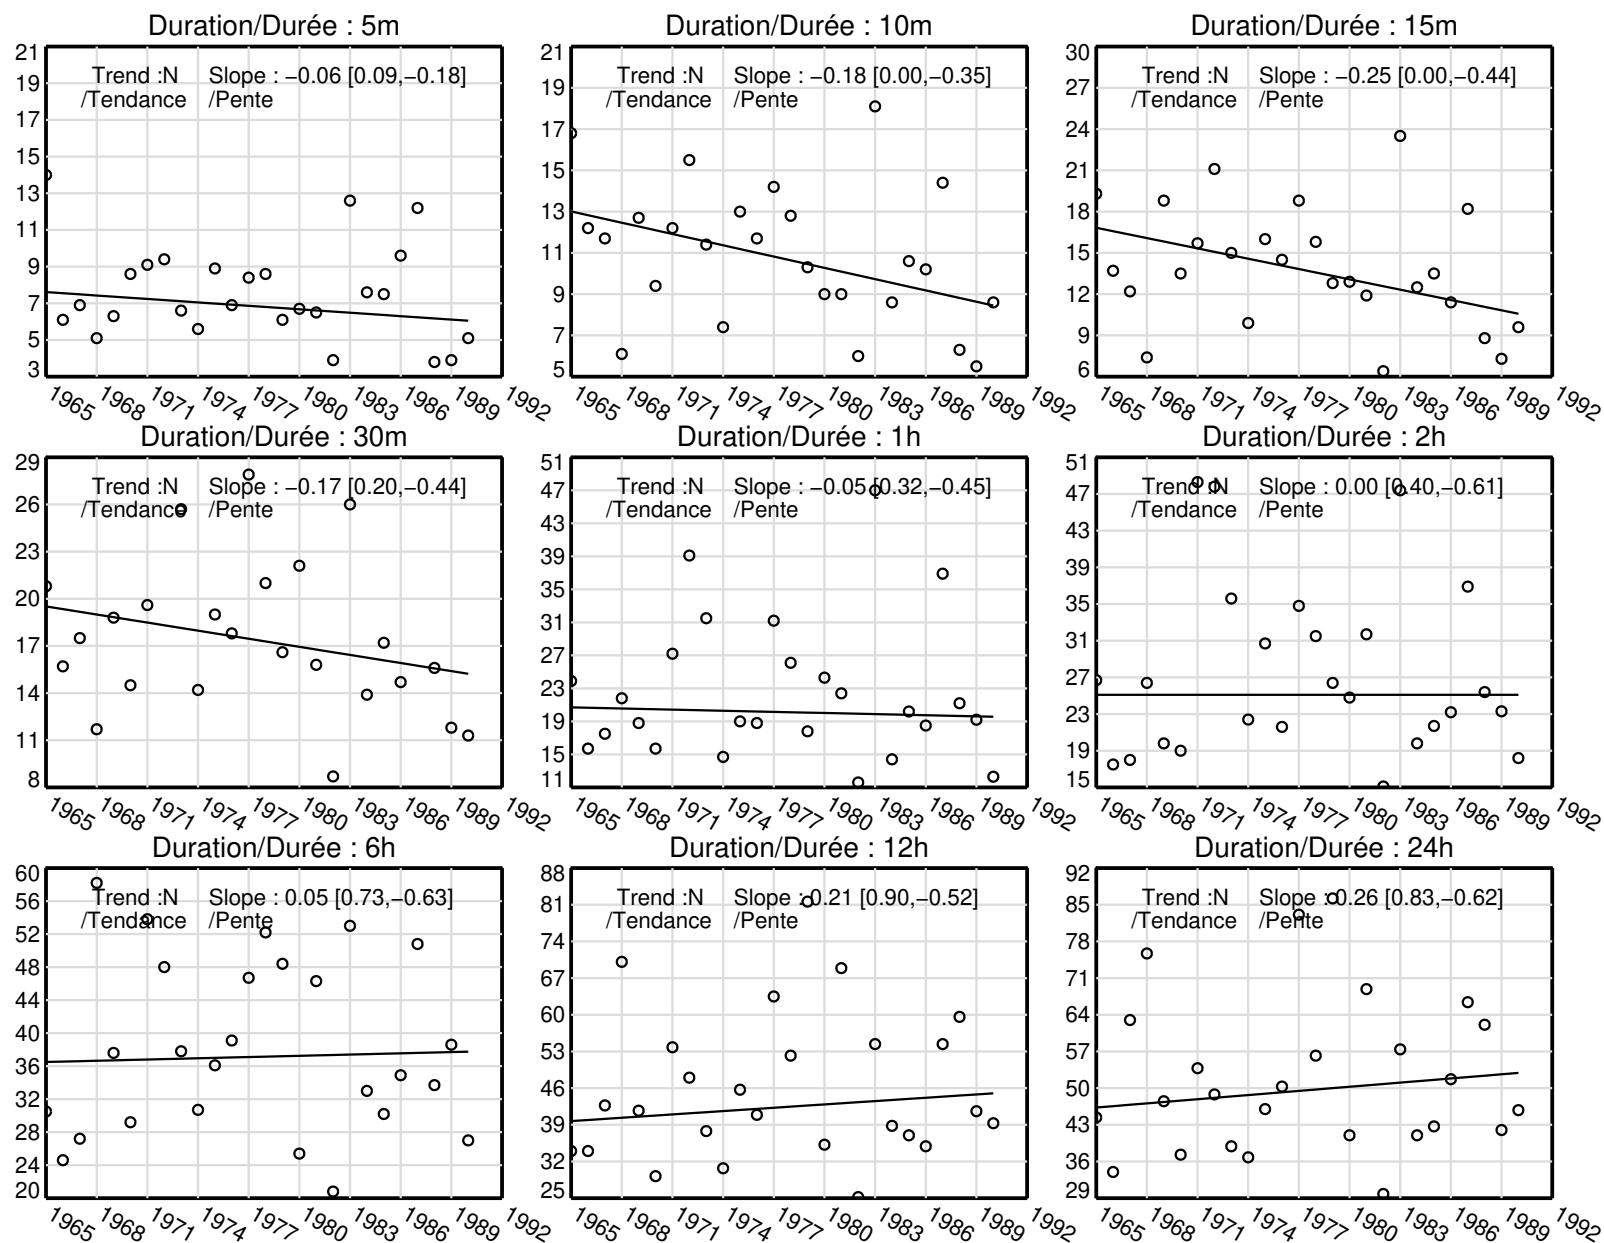 Duration/Durée : 5m
21
19
17
15
13
11
9
7
5
3
Trend :N Slope : −0.06 [0.09,−0.18]
/Tendance /Pente
1965 1968 1971 1974 1977 1980 1983 1986 1989 1992
Duration/Durée : 10m
21
19
17
15
13
11
9
7
5
Trend :N Slope : −0.18 [0.00,−0.35]
/Tendance /Pente
1965 1968 1971 1974 1977 1980 1983 1986 1989 1992
Duration/Durée : 15m
30
27
24
21
18
15
12
9
6
Trend :N Slope : −0.25 [0.00,−0.44]
/Tendance /Pente
1965 1968 1971 1974 1977 1980 1983 1986 1989 1992
Duration/Durée : 30m
29
26
23
20
17
14
11
8
Trend :N Slope : −0.17 [0.20,−0.44]
/Tendance /Pente
1965 1968 1971 1974 1977 1980 1983 1986 1989 1992
Duration/Durée : 1h
51
47
43
39
35
31
27
23
19
15
11
Trend :N Slope : −0.05 [0.32,−0.45]
/Tendance /Pente
1965 1968 1971 1974 1977 1980 1983 1986 1989 1992
Duration/Durée : 2h
51
47
43
39
35
31
27
23
19
15
Trend :N Slope : 0.00 [0.40,−0.61]
/Tendance /Pente
1965 1968 1971 1974 1977 1980 1983 1986 1989 1992
Duration/Durée : 6h
60
56
52
48
44
40
36
32
28
24
20
Trend :N Slope : 0.05 [0.73,−0.63]
/Tendance /Pente
1965 1968 1971 1974 1977 1980 1983 1986 1989 1992
Duration/Durée : 12h
88
81
74
67
60
53
46
39
32
25
Trend :N Slope : 0.21 [0.90,−0.52]
/Tendance /Pente
1965 1968 1971 1974 1977 1980 1983 1986 1989 1992
Duration/Durée : 24h
92
85
78
71
64
57
50
43
36
29
Trend :N Slope : 0.26 [0.83,−0.62]
/Tendance /Pente
1965 1968 1971 1974 1977 1980 1983 1986 1989 1992